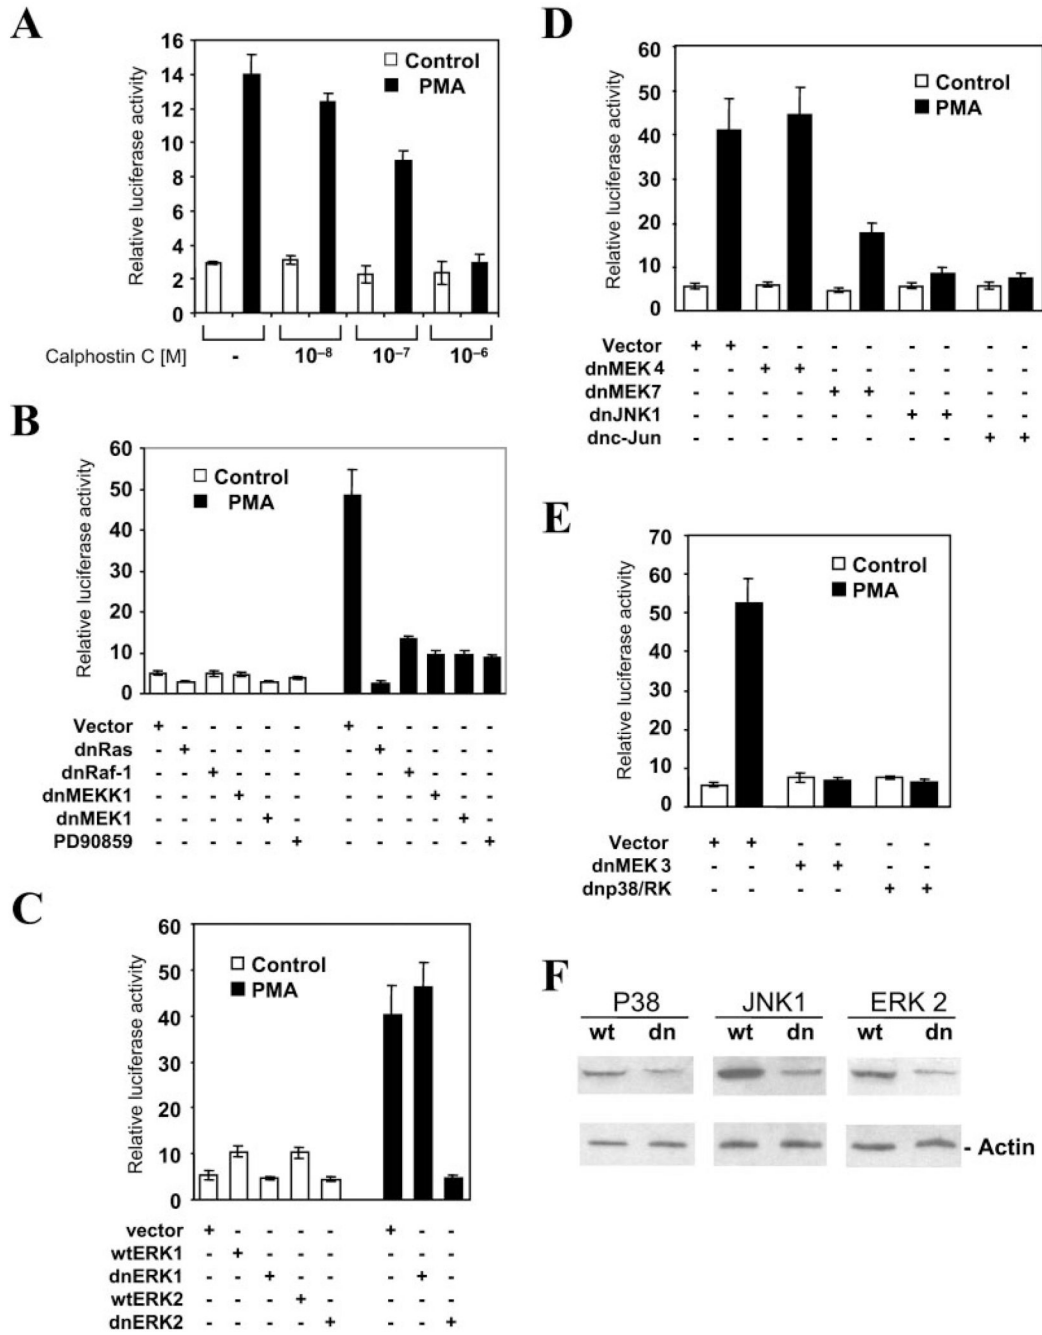 A
Relative luciferase activity
16
14
12
10
8
6
4
2
0
Control
PMA
Calphostin C [M]
- 10–8 10–7 10–6
B
Relative luciferase activity
60
50
40
30
20
10
0
Control
PMA
Vector + - - - - - + - - - - -
dnRas - + - - - - - + - - - -
dnRaf-1 - - + - - - - - + - - -
dnMEKK1 - - - + - - - - - + - -
dnMEK1 - - - - + - - - - - + -
PD90859 - - - - - + - - - - - +
C
Relative luciferase activity
60
50
40
30
20
10
0
Control
PMA
vector + - - - - + - -
wtERK1 - + - - - - - -
dnERK1 - - + - - - + -
wtERK2 - - - + - - - -
dnERK2 - - - - + - - +
D
Relative luciferase activity
60
50
40
30
20
10
0
Control
PMA
Vector + + - - - - - - - -
dnMEK4 - - + + - - - - - -
dnMEK7 - - - - + + - - - -
dnJNK1 - - - - - - + + - -
dnc-Jun - - - - - - - - + +
E
Relative luciferase activity
70
60
50
40
30
20
10
0
Control
PMA
Vector + + - - - -
dnMEK3 - - + + - -
dnp38/RK - - - - + +
F
P38 JNK1 ERK 2
wt dn wt dn wt dn
- Actin